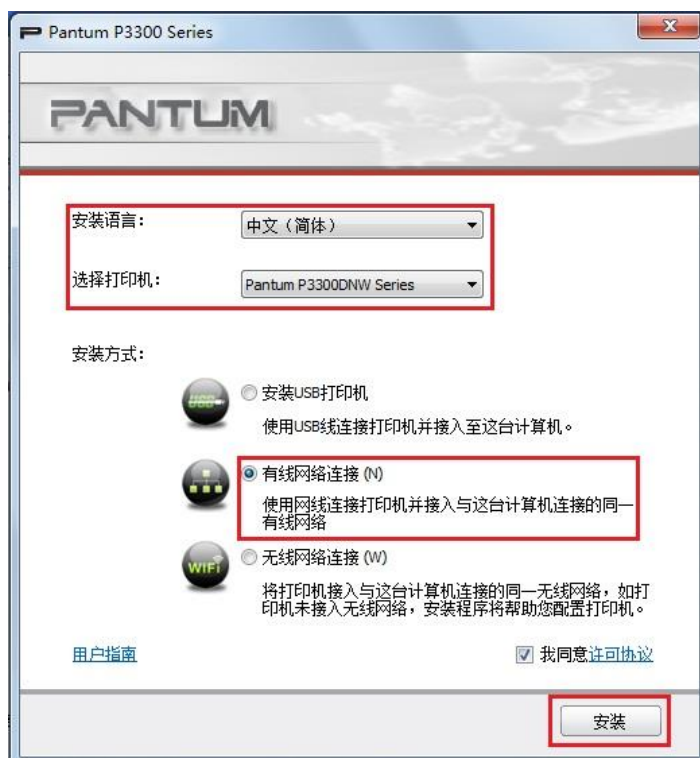 Pantum P3300 Series
PANTUM
安装语言：
中文（简体）
选择打印机：
Pantum P3300DNW Series
安装方式：
USB
安装USB打印机
使用USB线连接打印机并接入至这台计算机。
有线网络连接 (N)
使用网线连接打印机并接入与这台计算机连接的同一
有线网络
WiFi
无线网络连接 (W)
将打印机接入与这台计算机连接的同一无线网络，如打
印机未接入无线网络，安装程序将帮助您配置打印机。
用户指南
我同意许可协议
安装